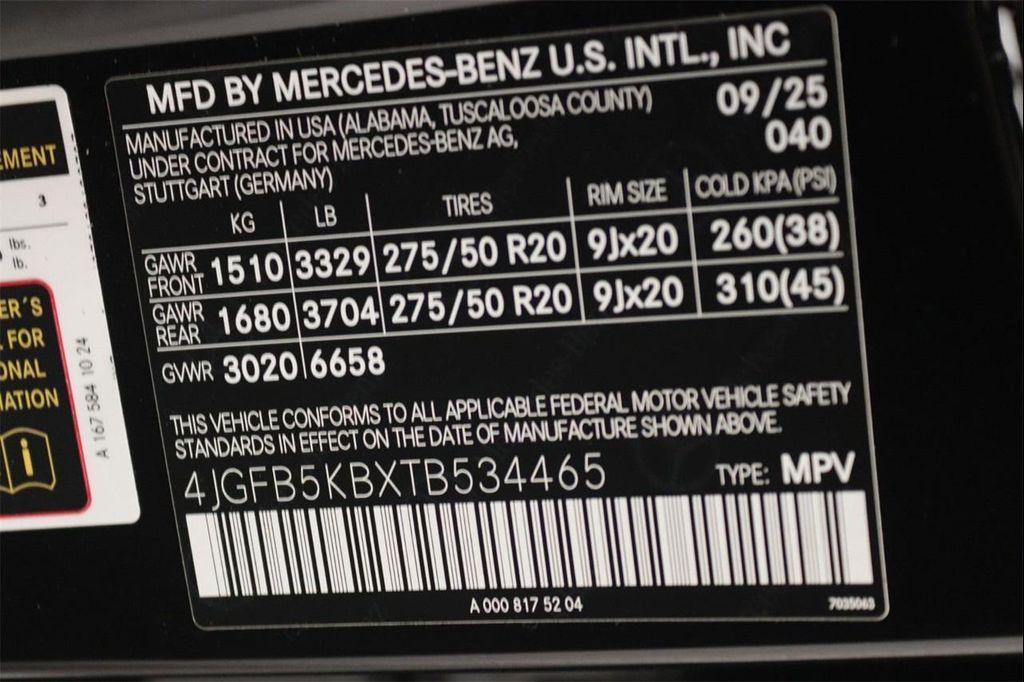 MFD BY MERCEDES-BENZ U.S. INTL., INC
MANUFACTURED IN USA (ALABAMA, TUSCALOOSA COUNTY) 09/25
UNDER CONTRACT FOR MERCEDES-BENZ AG, 040
STUTTGART (GERMANY)
KG LB TIRES RIM SIZE COLD KPA(PSI)
GAWR FRONT 1510 3329 275/50 R20 9Jx20 260(38)
GAWR REAR 1680 3704 275/50 R20 9Jx20 310(45)
GVWR 3020 6658
THIS VEHICLE CONFORMS TO ALL APPLICABLE FEDERAL MOTOR VEHICLE SAFETY
STANDARDS IN EFFECT ON THE DATE OF MANUFACTURE SHOWN ABOVE.
4JGFB5KBXTB534465 TYPE: MPV
A 000 817 52 04 7035063
EMENT
3
lbs.
lb.
ER´S
FOR
ONAL
ATION
i
A 167 584 10 24